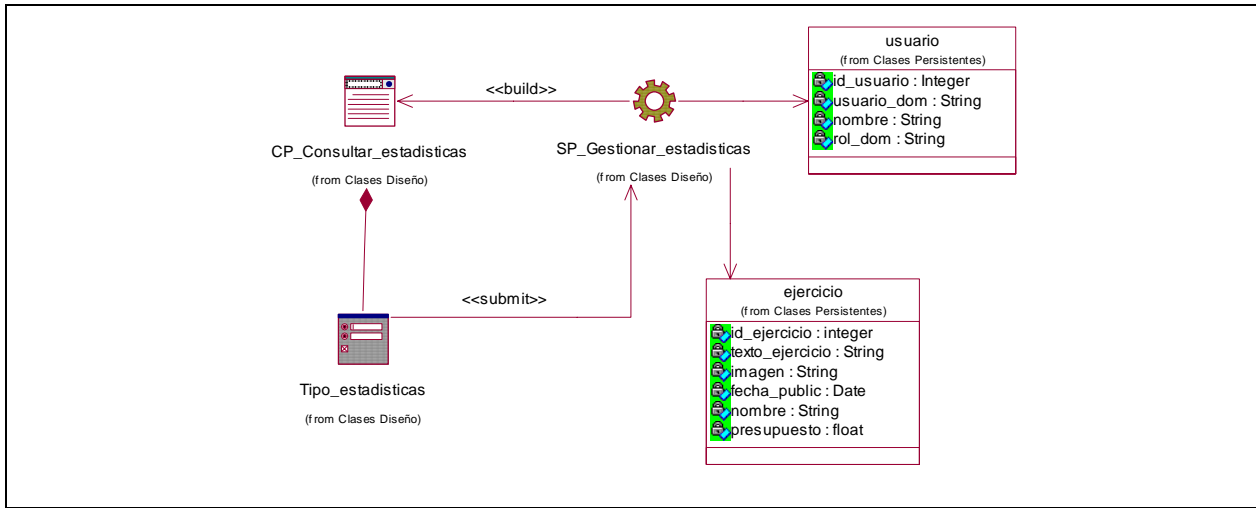 usuario
(from Clases Persistentes)
id_usuario : Integer
usuario_dom : String
nombre : String
rol_dom : String
<<build>>
CP_Consultar_estadisticas
(from Clases Diseño)
SP_Gestionar_estadisticas
(from Clases Diseño)
<<submit>>
Tipo_estadisticas
(from Clases Diseño)
ejercicio
(from Clases Persistentes)
id_ejercicio : integer
texto_ejercicio : String
imagen : String
fecha_public : Date
nombre : String
presupuesto : float